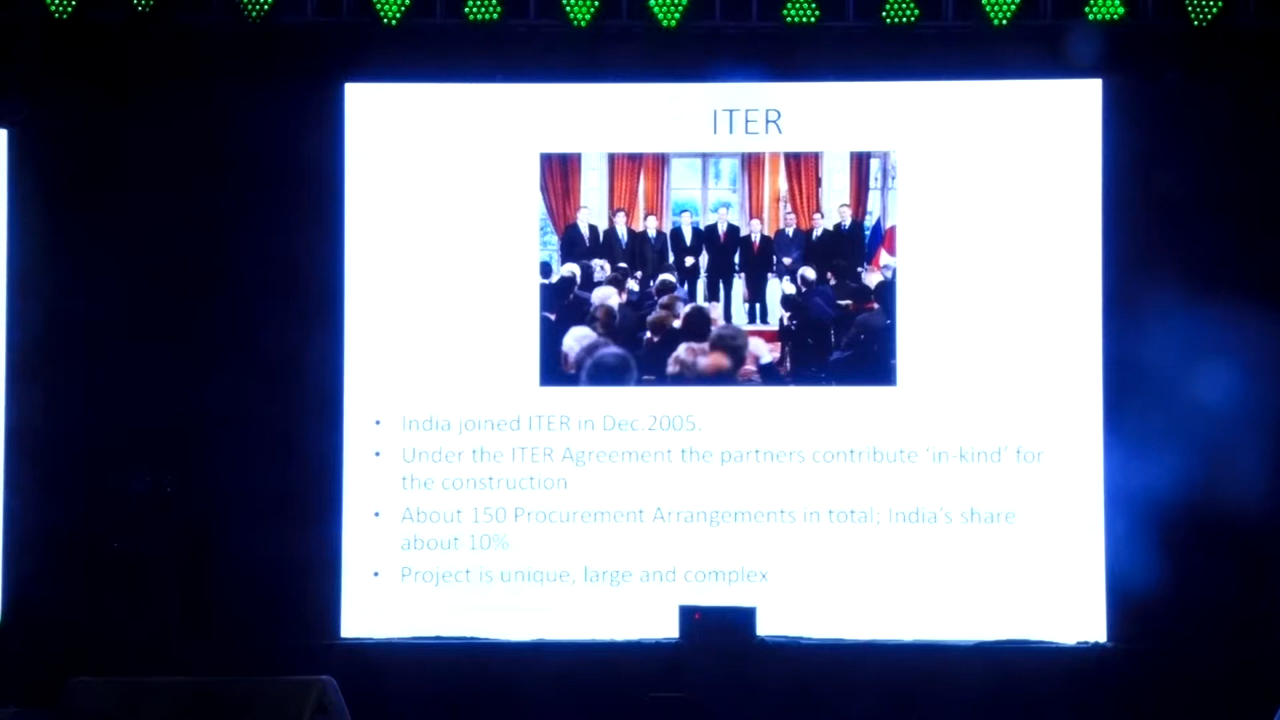 ITER
• India joined ITER in Dec.2005.
• Under the ITER Agreement the partners contribute ‘in-kind’ for
the construction
• About 150 Procurement Arrangements in total; India’s share
about 10%.
• Project is unique, large and complex